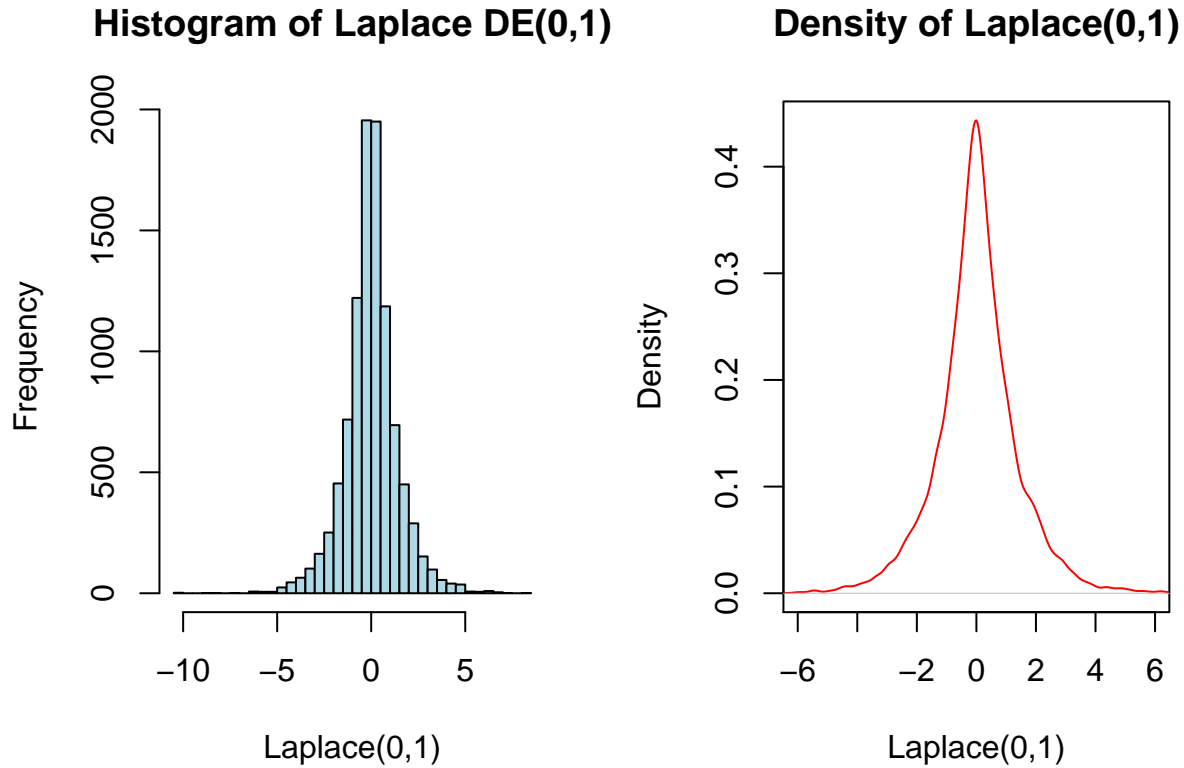 Histogram of Laplace DE(0,1)
Frequency
2000
1500
1000
500
0
−10 −5 0 5
Laplace(0,1)
Density of Laplace(0,1)
Density
0.4
0.3
0.2
0.1
0.0
−6 −2 0 2 4 6
Laplace(0,1)